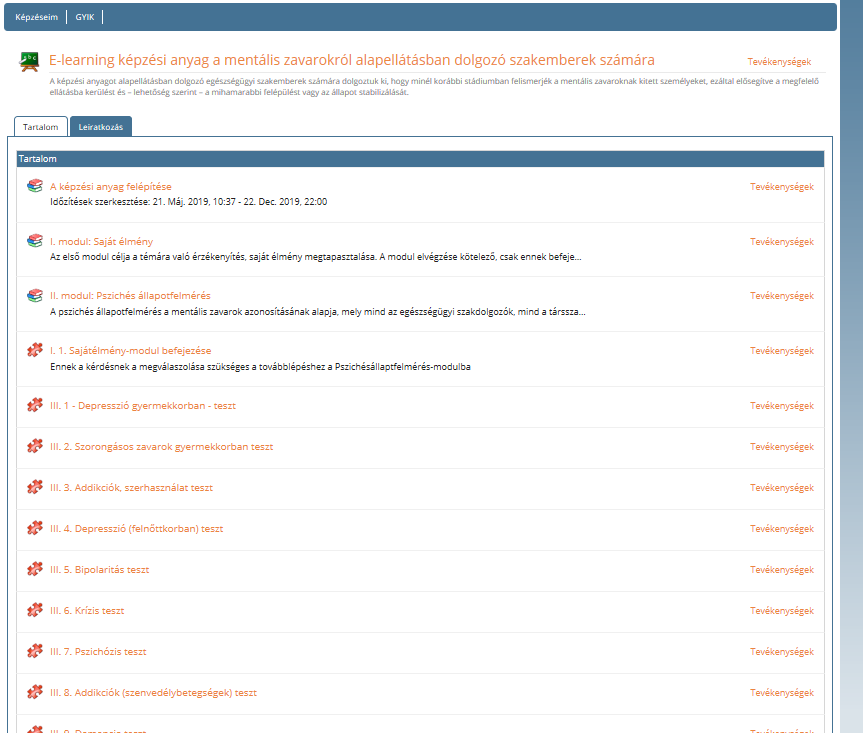 Képzéseim GYIK
E-learning képzési anyag a mentális zavarokról alapellátásban dolgozó szakemberek számára Tevékenységek
A képzési anyagot alapellátásban dolgozó egészségügyi szakemberek számára dolgoztuk ki, hogy minél korábbi stádiumban felismerjék a mentális zavaroknak kitett személyeket, ezáltal elősegítve a megfelelő
ellátásba kerülést és – lehetőség szerint – a mihamarabbi felépülést vagy az állapot stabilizálását.
Tartalom Leiratkozás
Tartalom
A képzési anyag felépítése Tevékenységek
Időzítések szerkesztése: 21. Máj. 2019, 10:37 - 22. Dec. 2019, 22:00
I. modul: Saját élmény Tevékenységek
Az első modul célja a témára való érzékenyítés, saját élmény megtapasztalása. A modul elvégzése kötelező, csak ennek befeje...
II. modul: Pszichés állapotfelmérés Tevékenységek
A pszichés állapotfelmérés a mentális zavarok azonosításának alapja, mely mind az egészségügyi szakdolgozók, mind a társsza...
I. 1. Sajátélmény-modul befejezése Tevékenységek
Ennek a kérdésnek a megválaszolása szükséges a továbblépéshez a Pszichésállaptfelmérés-modulba
III. 1 - Depresszió gyermekkorban - teszt Tevékenységek
III. 2. Szorongásos zavarok gyermekkorban teszt Tevékenységek
III. 3. Addikciók, szerhasználat teszt Tevékenységek
III. 4. Depresszió (felnőttkorban) teszt Tevékenységek
III. 5. Bipolaritás teszt Tevékenységek
III. 6. Krízis teszt Tevékenységek
III. 7. Pszichózis teszt Tevékenységek
III. 8. Addikciók (szenvedélybetegségek) teszt Tevékenységek
III. 9. Demencia teszt Tevékenységek